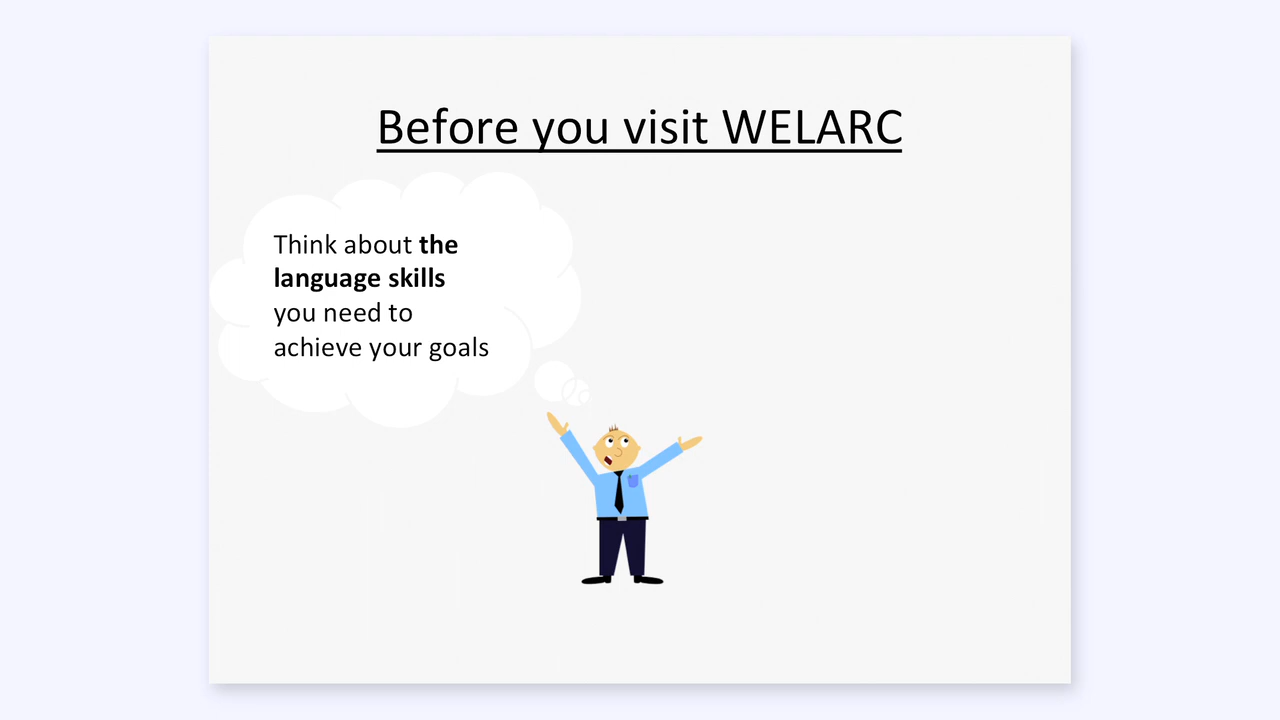 Before you visit WELARC
Think about the
language skills
you need to
achieve your goals